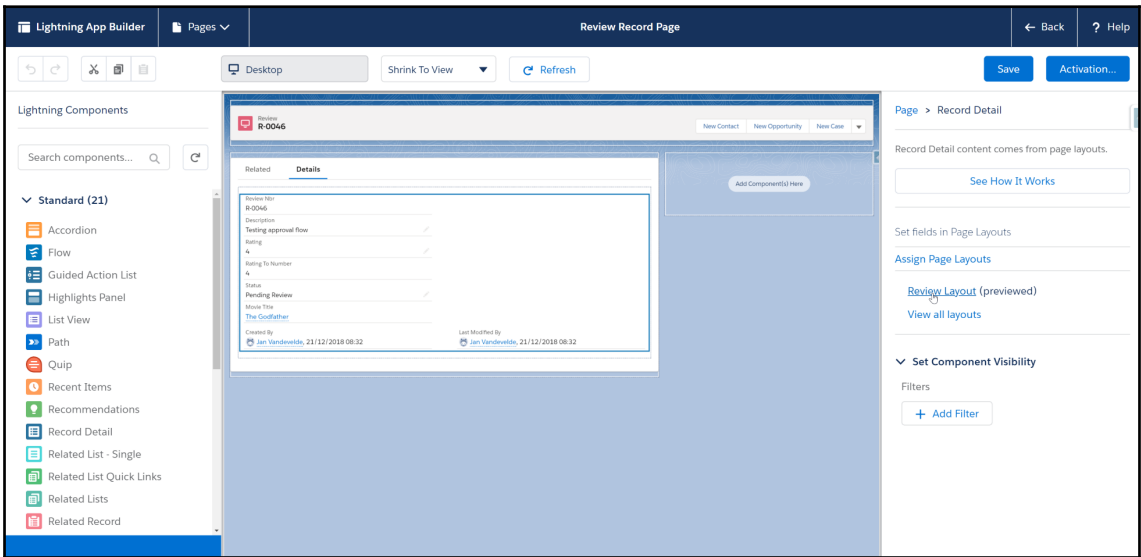 Lightning App Builder
Pages
Review Record Page
Back
? Help
Desktop
Shrink To View
Refresh
Save
Activation...
Lightning Components
Search components...
Standard (21)
Accordion
Flow
Guided Action List
Highlights Panel
List View
Path
Quip
Recent Items
Recommendations
Record Detail
Related List - Single
Related List Quick Links
Related Lists
Related Record
Review
R-0046
New Contact
New Opportunity
New Case
Related
Details
Review Nbr
R-0046
Description
Testing approval flow
Rating
4
Rating To Number
4
Status
Pending Review
Movie Title
The Godfather
Created By
Jan Vandevelde, 21/12/2018 08:32
Last Modified By
Jan Vandevelde, 21/12/2018 08:32
Add Component(s) Here
Page > Record Detail
Record Detail content comes from page layouts.
See How It Works
Set fields in Page Layouts
Assign Page Layouts
Review Layout (previewed)
View all layouts
Set Component Visibility
Filters
+ Add Filter